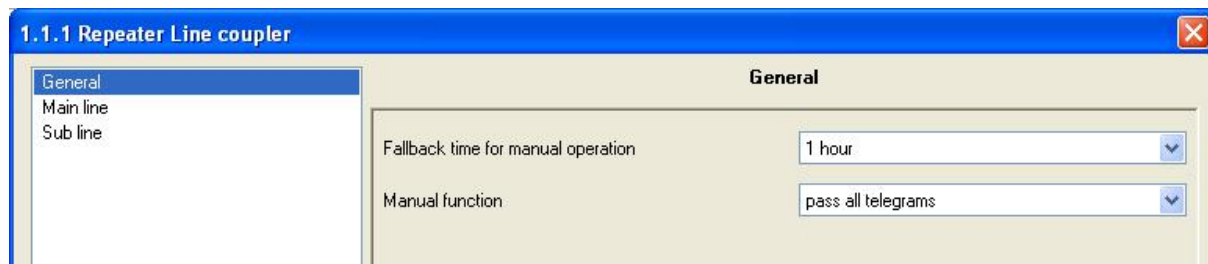 1.1.1 Repeater Line coupler
General
Main line
Sub line
General
Fallback time for manual operation
1 hour
Manual function
pass all telegrams